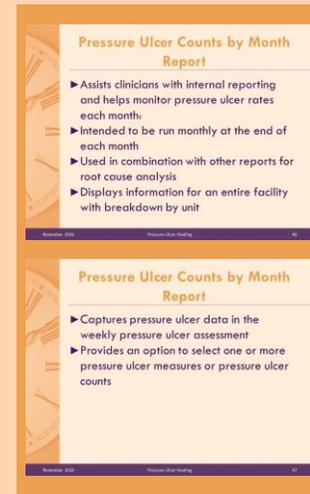 Pressure Ulcer Counts by Month
Report
►Assists clinicians with internal reporting
and helps monitor pressure ulcer rates
each month.
►Intended to be run monthly at the end of
each month
►Used in combination with other reports for
root cause analysis
►Displays information for an entire facility
with breakdown by unit
November 2016 Pressure Ulcer Healing 46
Pressure Ulcer Counts by Month
Report
►Captures pressure ulcer data in the
weekly pressure ulcer assessment
►Provides an option to select one or more
pressure ulcer measures or pressure ulcer
counts
November 2016 Pressure Ulcer Healing 47